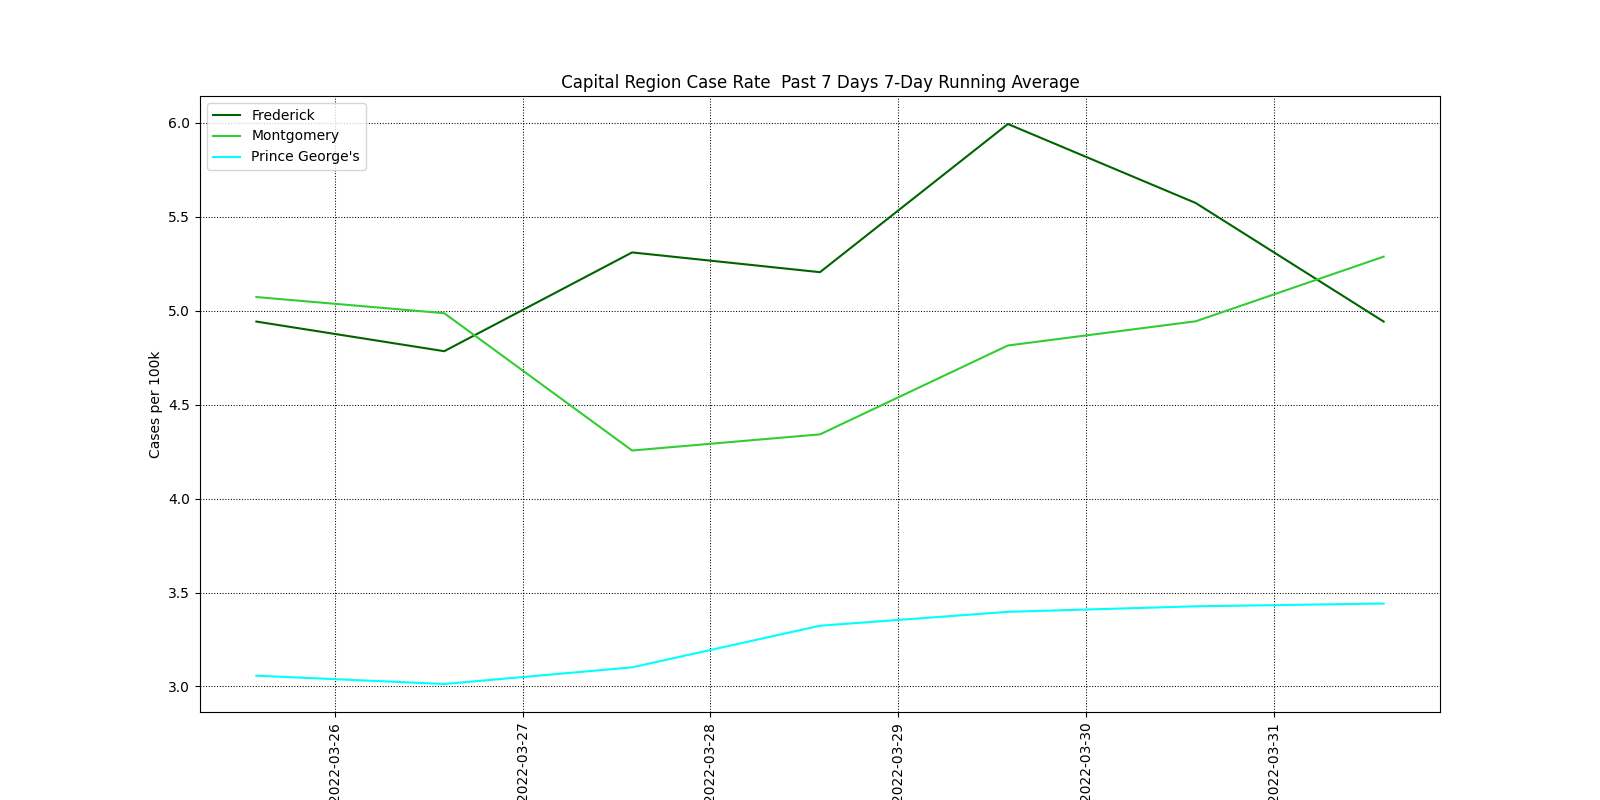 Capital Region Case Rate  Past 7 Days 7-Day Running Average
Frederick
Montgomery
Prince George's
6.0
5.5
5.0
4.5
4.0
3.5
3.0
Cases per 100k
2022-03-26
2022-03-27
2022-03-28
2022-03-29
2022-03-30
2022-03-31